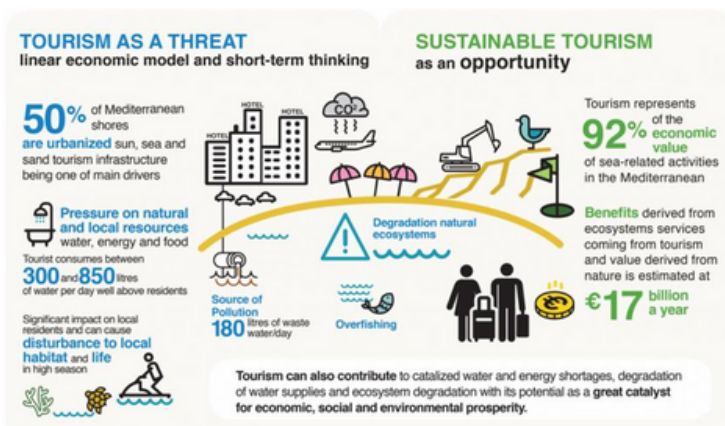 TOURISM AS A THREAT
linear economic model and short-term thinking
50% of Mediterranean
shores
are urbanized sun, sea and
sand tourism infrastructure
being one of main drivers
Pressure on natural
and local resources
water, energy and food
Tourist consumes between
300 and 850 litres
of water per day well above residents
Significant impact on local
residents and can cause
disturbance to local
habitat and life
in high season
HOTEL
HOTEL
HOTEL
CO2
Degradation natural
ecosystems
Source of
Pollution
180 litres of waste
water/day
Overfishing
SUSTAINABLE TOURISM
as an opportunity
Tourism represents
92% of the
economic
value
of sea-related activities
in the Mediterranean
Benefits derived from
ecosystems services
coming from tourism
and value derived from
nature is estimated at
€17 billion
a year
Tourism can also contribute to catalized water and energy shortages, degradation
of water supplies and ecosystem degradation with its potential as a great catalyst
for economic, social and environmental prosperity.